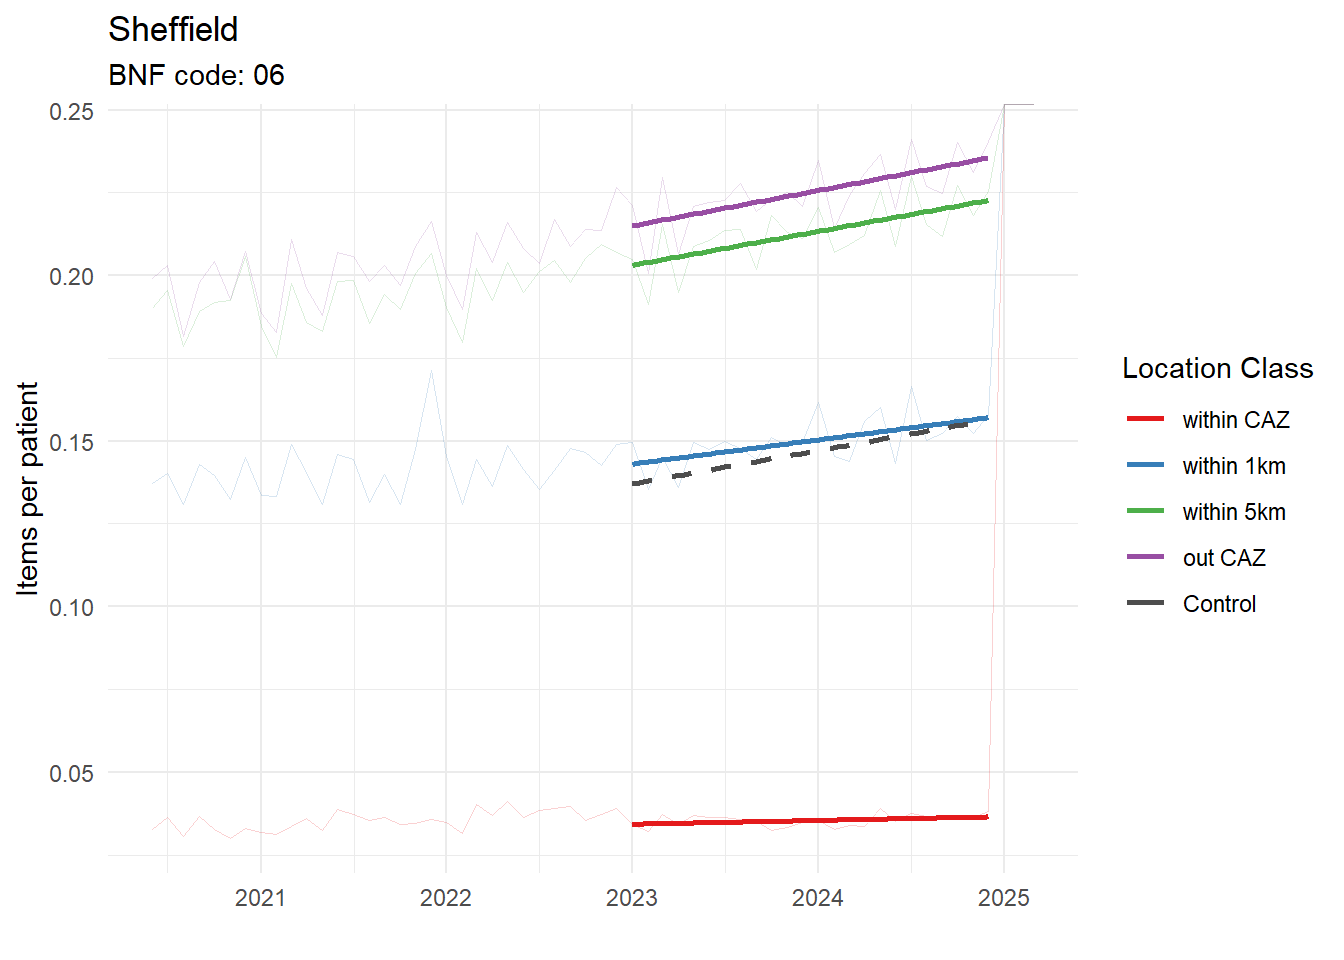 Sheffield
BNF code: 06
0.25
0.20
0.15
0.10
0.05
Items per patient
2021
2022
2023
2024
2025
Location Class
within CAZ
within 1km
within 5km
out CAZ
Control